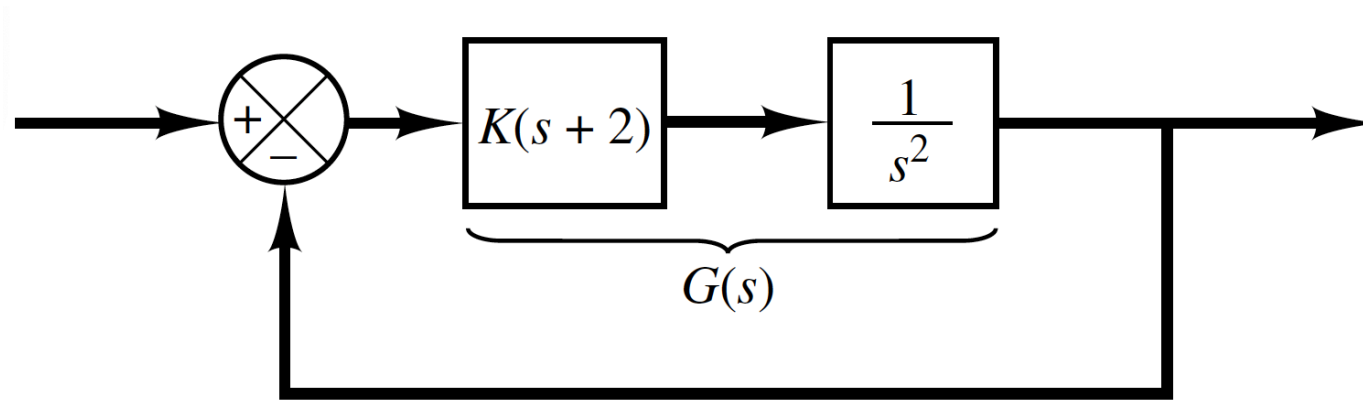 +
−
K(s + 2)
1
s²
G(s)